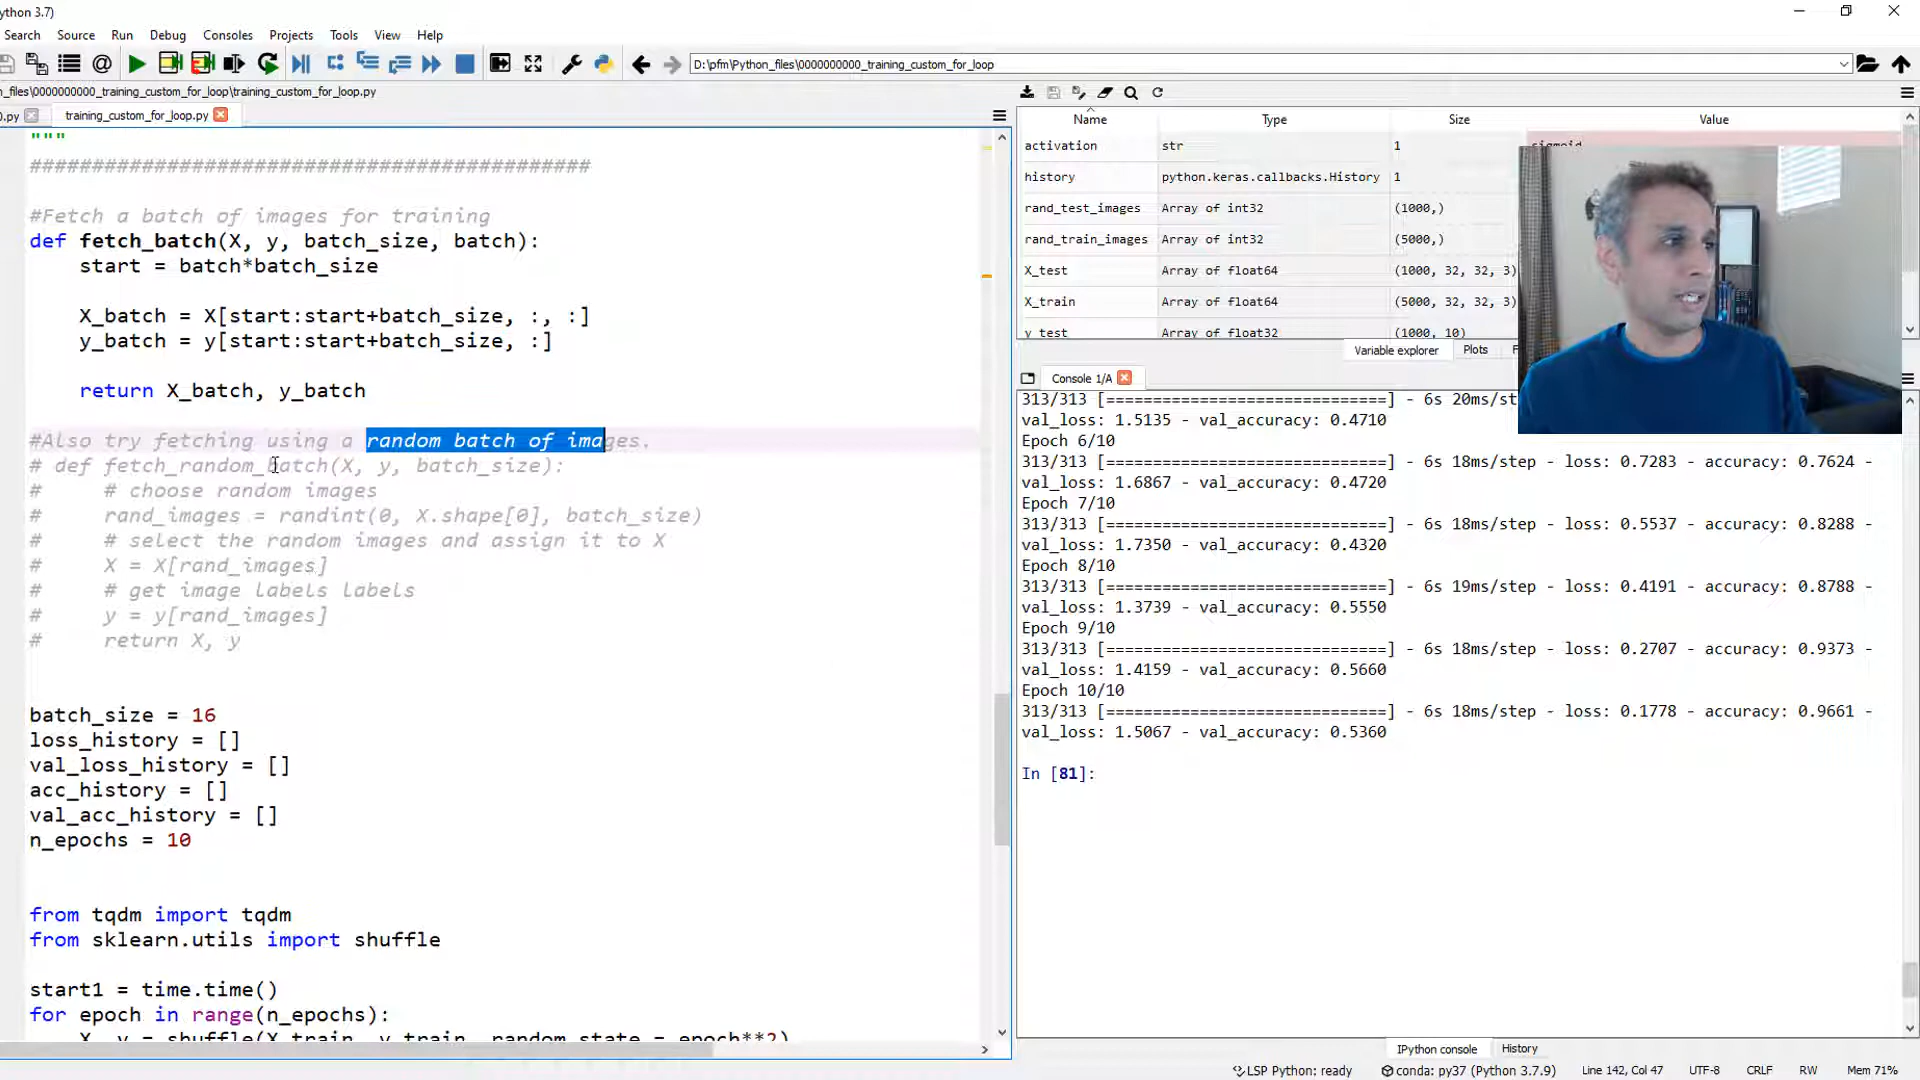 ython 3.7)
Search Source Run Debug Consoles Projects Tools View Help
D:\pfm\Python_files\0000000000_training_custom_for_loop
n_files\0000000000_training_custom_for_loop\training_custom_for_loop.py
0.py training_custom_for_loop.py
"""
#############################################
#Fetch a batch of images for training
def fetch_batch(X, y, batch_size, batch):
start = batch*batch_size
X_batch = X[start:start+batch_size, :, :]
y_batch = y[start:start+batch_size, :]
return X_batch, y_batch
#Also try fetching using a random batch of images.
# def fetch_random_batch(X, y, batch_size):
# # choose random images
# rand_images = randint(0, X.shape[0], batch_size)
# # select the random images and assign it to X
# X = X[rand_images]
# # get image labels labels
# y = y[rand_images]
# return X, y
batch_size = 16
loss_history = []
val_loss_history = []
acc_history = []
val_acc_history = []
n_epochs = 10
from tqdm import tqdm
from sklearn.utils import shuffle
start1 = time.time()
for epoch in range(n_epochs):
X, y = shuffle(X_train, y_train, random_state = epoch**2)
Name Type Size Value
activation str 1 sigmoid
history python.keras.callbacks.History 1
rand_test_images Array of int32 (1000,)
rand_train_images Array of int32 (5000,)
X_test Array of float64 (1000, 32, 32, 3)
X_train Array of float64 (5000, 32, 32, 3)
y_test Array of float32 (1000, 10)
Variable explorer Plots F
Console 1/A
313/313 [==============================] - 6s 20ms/st
val_loss: 1.5135 - val_accuracy: 0.4710
Epoch 6/10
313/313 [==============================] - 6s 18ms/step - loss: 0.7283 - accuracy: 0.7624 -
val_loss: 1.6867 - val_accuracy: 0.4720
Epoch 7/10
313/313 [==============================] - 6s 18ms/step - loss: 0.5537 - accuracy: 0.8288 -
val_loss: 1.7350 - val_accuracy: 0.4320
Epoch 8/10
313/313 [==============================] - 6s 19ms/step - loss: 0.4191 - accuracy: 0.8788 -
val_loss: 1.3739 - val_accuracy: 0.5550
Epoch 9/10
313/313 [==============================] - 6s 18ms/step - loss: 0.2707 - accuracy: 0.9373 -
val_loss: 1.4159 - val_accuracy: 0.5660
Epoch 10/10
313/313 [==============================] - 6s 18ms/step - loss: 0.1778 - accuracy: 0.9661 -
val_loss: 1.5067 - val_accuracy: 0.5360
In [81]:
IPython console History
LSP Python: ready conda: py37 (Python 3.7.9) Line 142, Col 47 UTF-8 CRLF RW Mem 71%